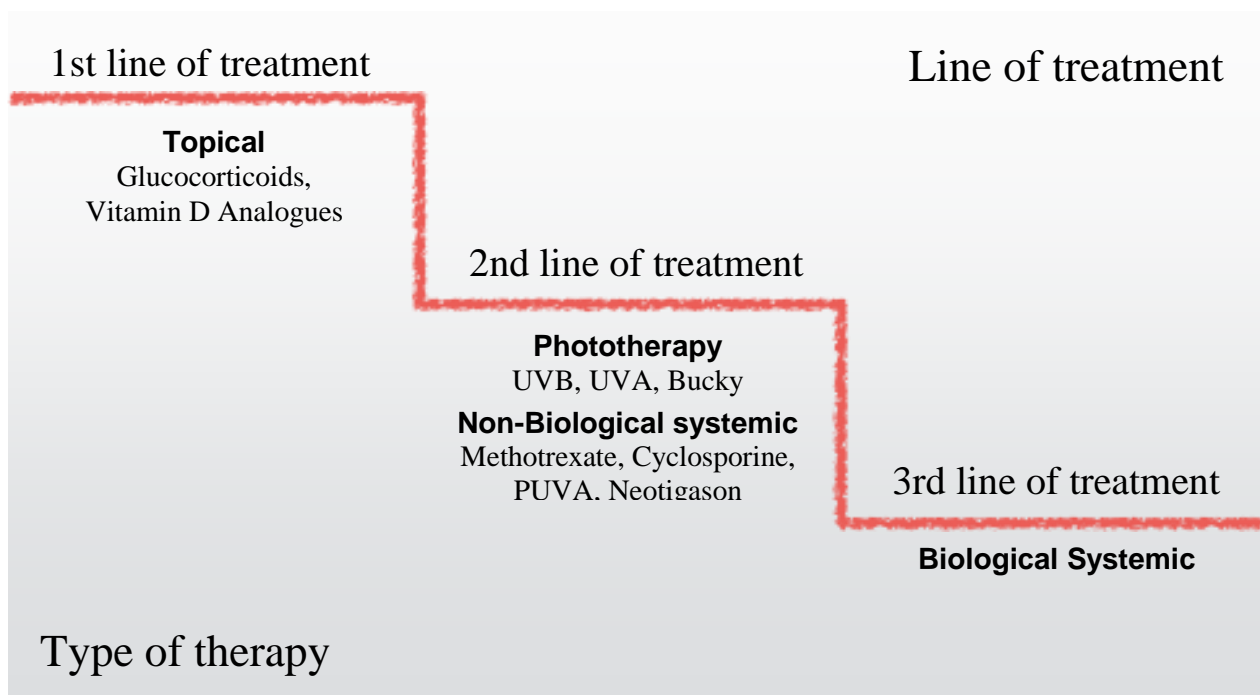 1st line of treatment
Line of treatment
Topical
Glucocorticoids,
Vitamin D Analogues
2nd line of treatment
Phototherapy
UVB, UVA, Bucky
Non-Biological systemic
Methotrexate, Cyclosporine,
PUVA, Neotigason
3rd line of treatment
Biological Systemic
Type of therapy